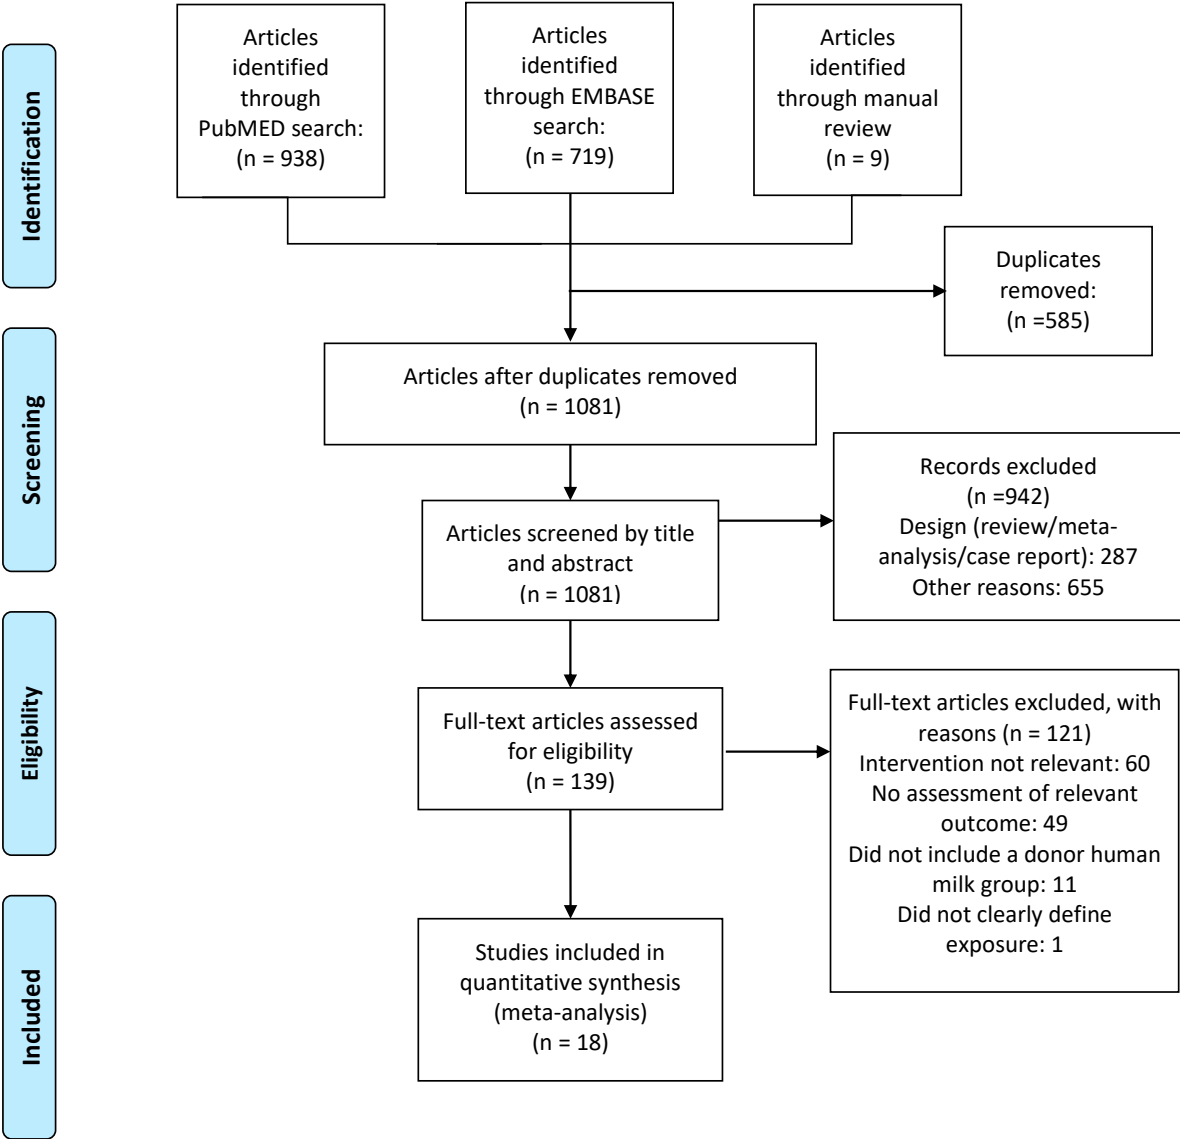 Identification
Articles
identified
through
PubMED search:
(n = 938)
Articles
identified
through EMBASE
search:
(n = 719)
Articles
identified
through manual
review
(n = 9)
Duplicates
removed:
(n =585)
Screening
Articles after duplicates removed
(n = 1081)
Articles screened by title
and abstract
(n = 1081)
Records excluded
(n =942)
Design (review/meta-
analysis/case report): 287
Other reasons: 655
Eligibility
Full-text articles assessed
for eligibility
(n = 139)
Full-text articles excluded, with
reasons (n = 121)
Intervention not relevant: 60
No assessment of relevant
outcome: 49
Did not include a donor human
milk group: 11
Did not clearly define
exposure: 1
Included
Studies included in
quantitative synthesis
(meta-analysis)
(n = 18)